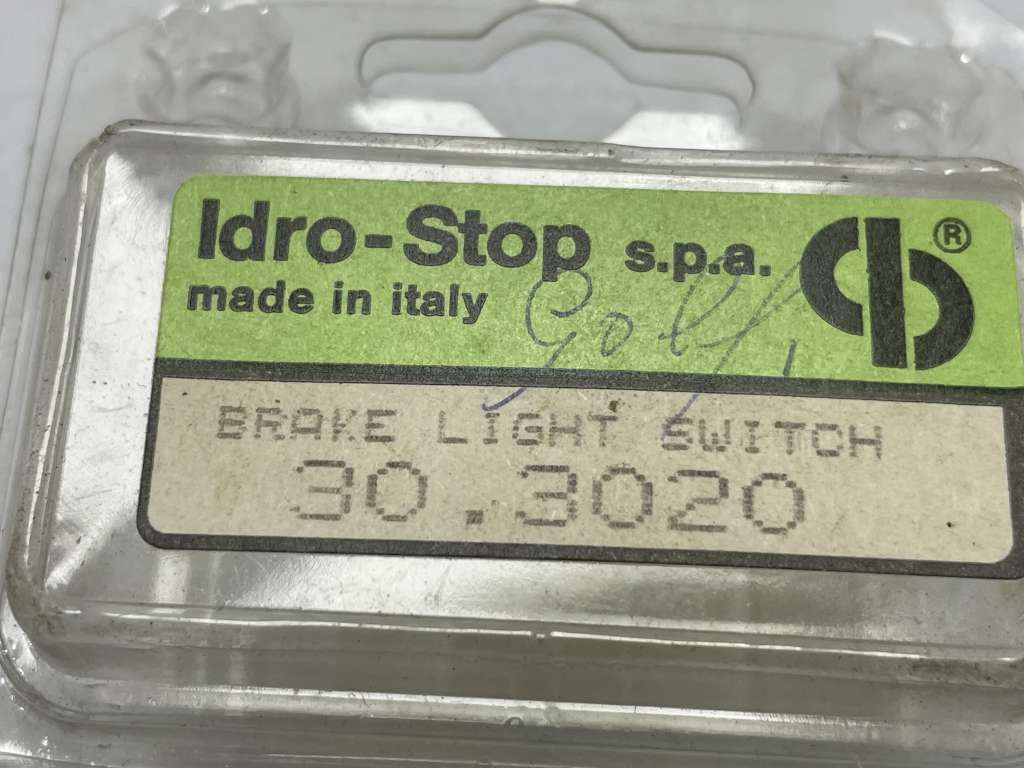 Idro-Stop s.p.a. ®
made in italy
Golf,
BRAKE LIGHT SWITCH
30.3020